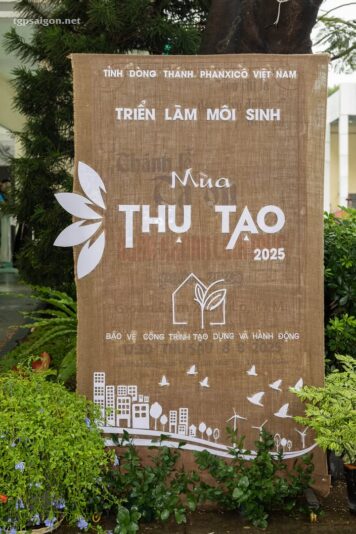 tgpsaigon.net
TỈNH DÒNG THÁNH PHANXICÔ VIỆT NAM
TRIỂN LÃM MÔI SINH
Mùa
THỤ TẠO
2025
BẢO VỆ CÔNG TRÌNH TẠO DỰNG VÀ HÀNH ĐỘNG